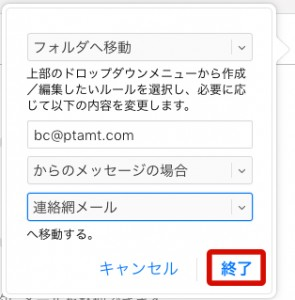 フォルダへ移動
上部のドロップダウンメニューから作成
／編集したいルールを選択し、必要に応
じて以下の内容を変更します。
bc@ptamt.com
からのメッセージの場合
連絡網メール
へ移動する。
キャンセル 終了